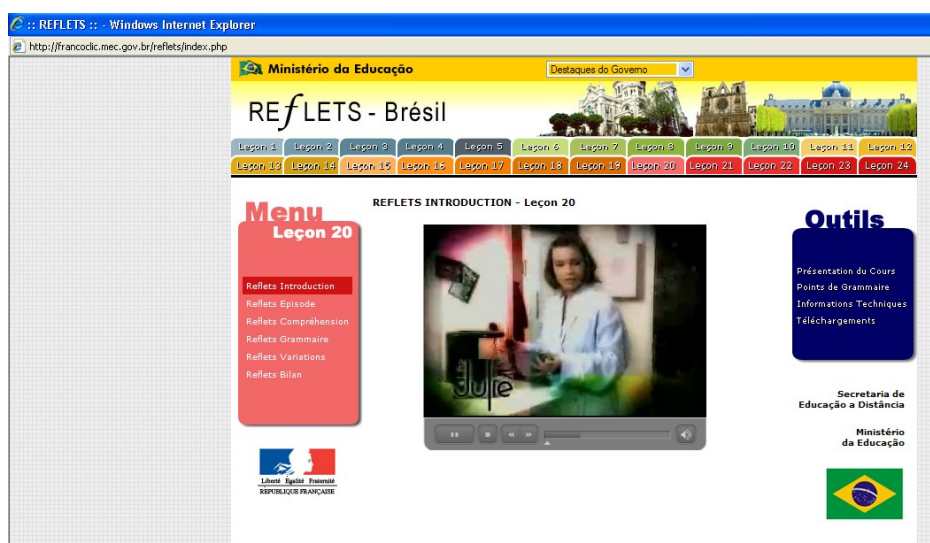 :: REFLETS :: - Windows Internet Explorer
http://francoclic.mec.gov.br/reflets/index.php
Ministério da Educação
Destaques do Governo
REfLETS - Brésil
Leçon 1 Leçon 2 Leçon 3 Leçon 4 Leçon 5 Leçon 6 Leçon 7 Leçon 8 Leçon 9 Leçon 10 Leçon 11 Leçon 12
Leçon 13 Leçon 14 Leçon 15 Leçon 16 Leçon 17 Leçon 18 Leçon 19 Leçon 20 Leçon 21 Leçon 22 Leçon 23 Leçon 24
Menu
Leçon 20
Reflets Introduction
Reflets Episode
Reflets Compréhension
Reflets Grammaire
Reflets Variations
Reflets Bilan
REFLETS INTRODUCTION - Leçon 20
Julie
Outils
Présentation du Cours
Points de Grammaire
Informations Techniques
Téléchargements
Secretaria de
Educação a Distância
Ministério
da Educação
Liberté Egalité Fraternité
RÉPUBLIQUE FRANÇAISE